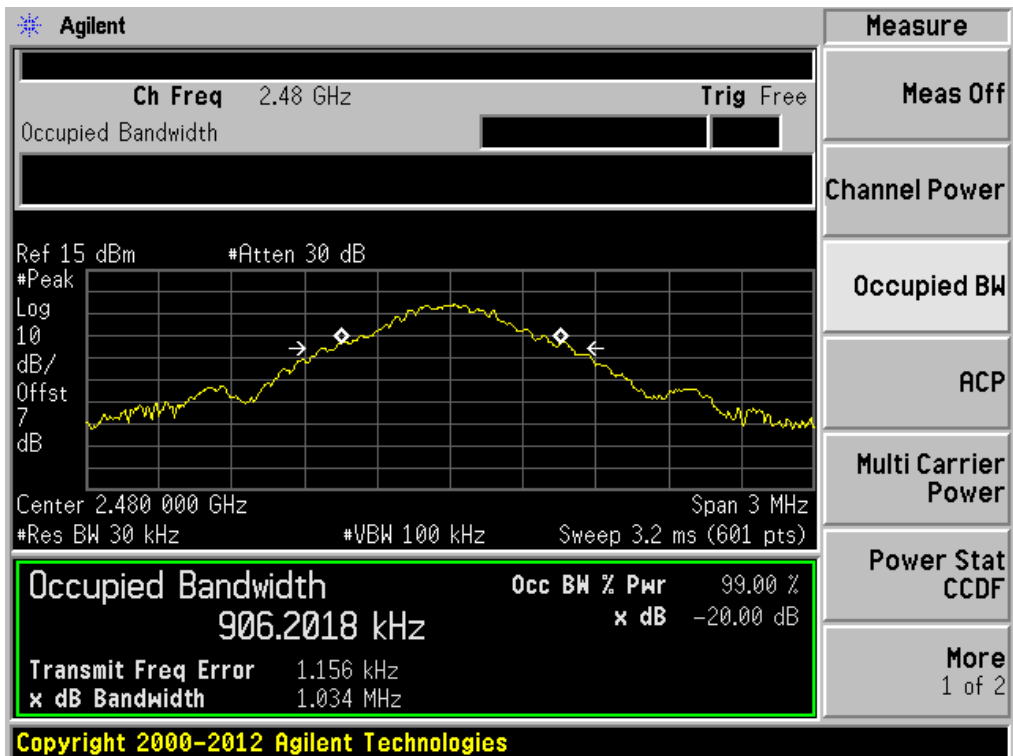 Agilent
Measure
Ch Freq 2.48 GHz Trig Free
Occupied Bandwidth
Meas Off
Channel Power
Occupied BW
ACP
Multi Carrier
Power
Power Stat
CCDF
More
1 of 2
Ref 15 dBm #Atten 30 dB
#Peak
Log
10
dB/
Offst
7
dB
Center 2.480 000 GHz Span 3 MHz
#Res BW 30 kHz #VBW 100 kHz Sweep 3.2 ms (601 pts)
Occupied Bandwidth
906.2018 kHz
Occ BW % Pwr 99.00 %
x dB -20.00 dB
Transmit Freq Error 1.156 kHz
x dB Bandwidth 1.034 MHz
Copyright 2000-2012 Agilent Technologies